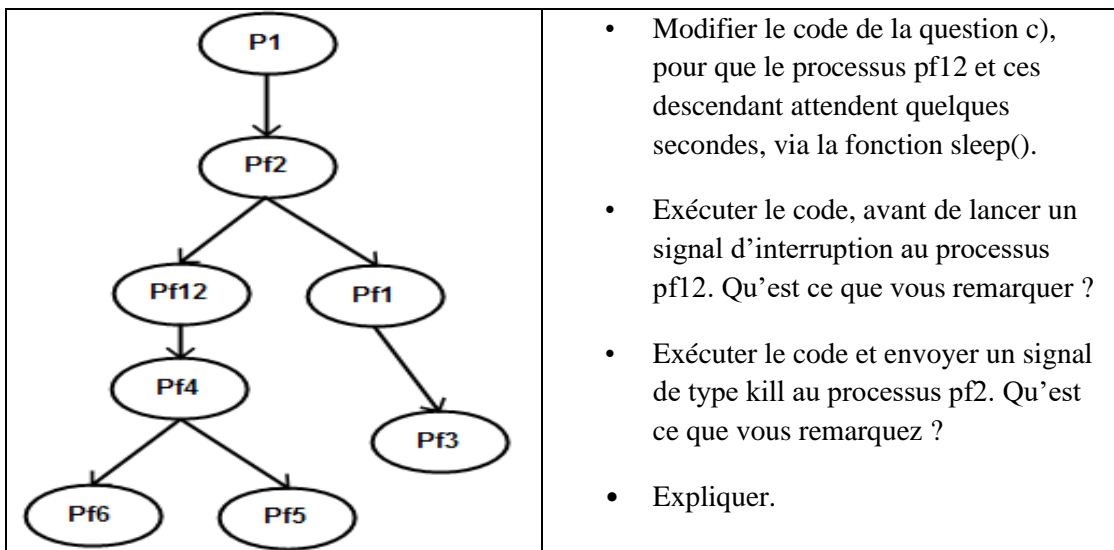 P1
Pf2
Pf12
Pf1
Pf4
Pf3
Pf6
Pf5
• Modifier le code de la question c),
pour que le processus pf12 et ces
descendant attendent quelques
secondes, via la fonction sleep().
• Exécuter le code, avant de lancer un
signal d’interruption au processus
pf12. Qu’est ce que vous remarquer ?
• Exécuter le code et envoyer un signal
de type kill au processus pf2. Qu’est
ce que vous remarquez ?
• Expliquer.